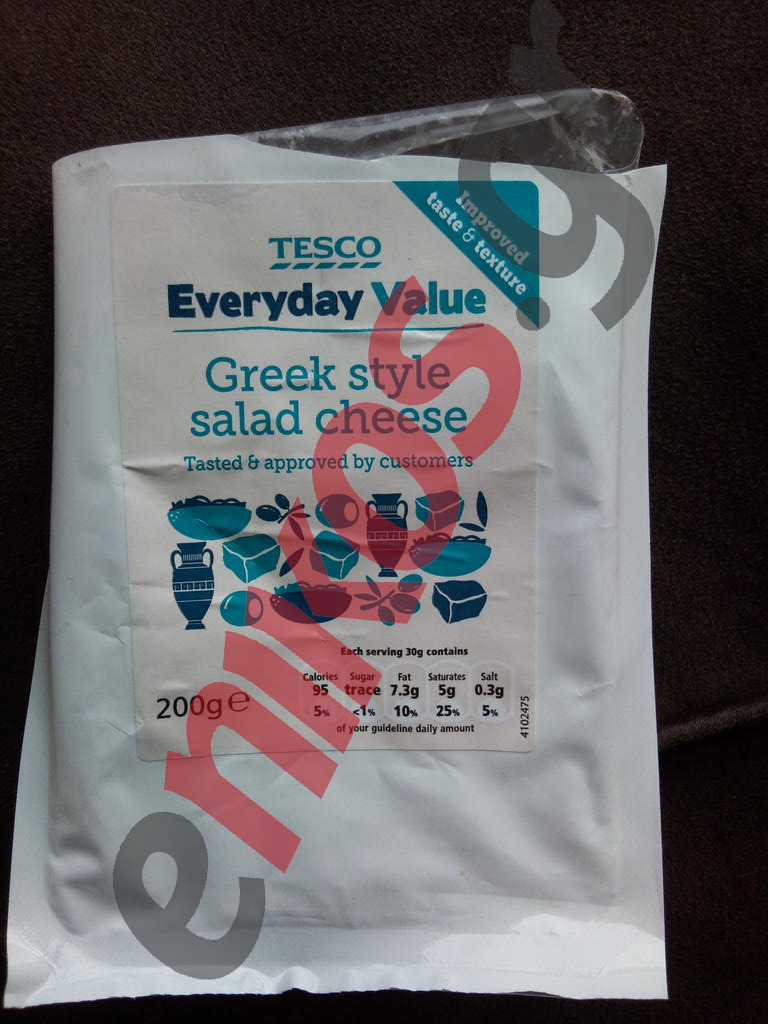 Improved
taste & texture
TESCO
Everyday Value
Greek style
salad cheese
Tasted & approved by customers
Each serving 30g contains
Calories Sugar Fat Saturates Salt
95 trace 7.3g 5g 0.3g
5% <1% 10% 25% 5%
of your guideline daily amount
200g e
4102475
enikos.gr